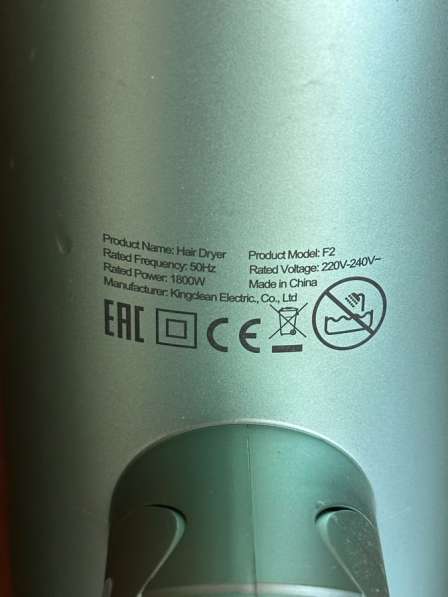 Product Name: Hair Dryer
Product Model: F2
Rated Frequency: 50Hz
Rated Voltage: 220V-240V~
Rated Power: 1800W
Made in China
Manufacturer: Kingclean Electric., Co., Ltd
EAC CE